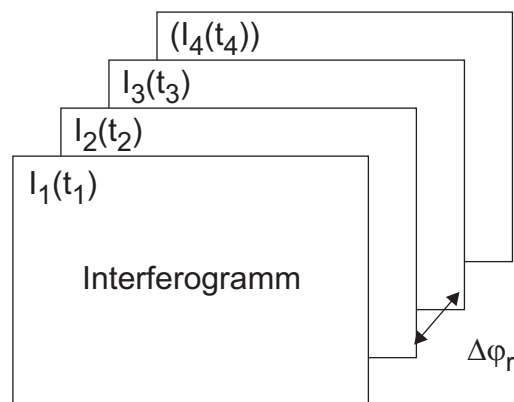 (I₄(t₄))
I₃(t₃)
I₂(t₂)
I₁(t₁)
Interferogramm
Δφᵣ